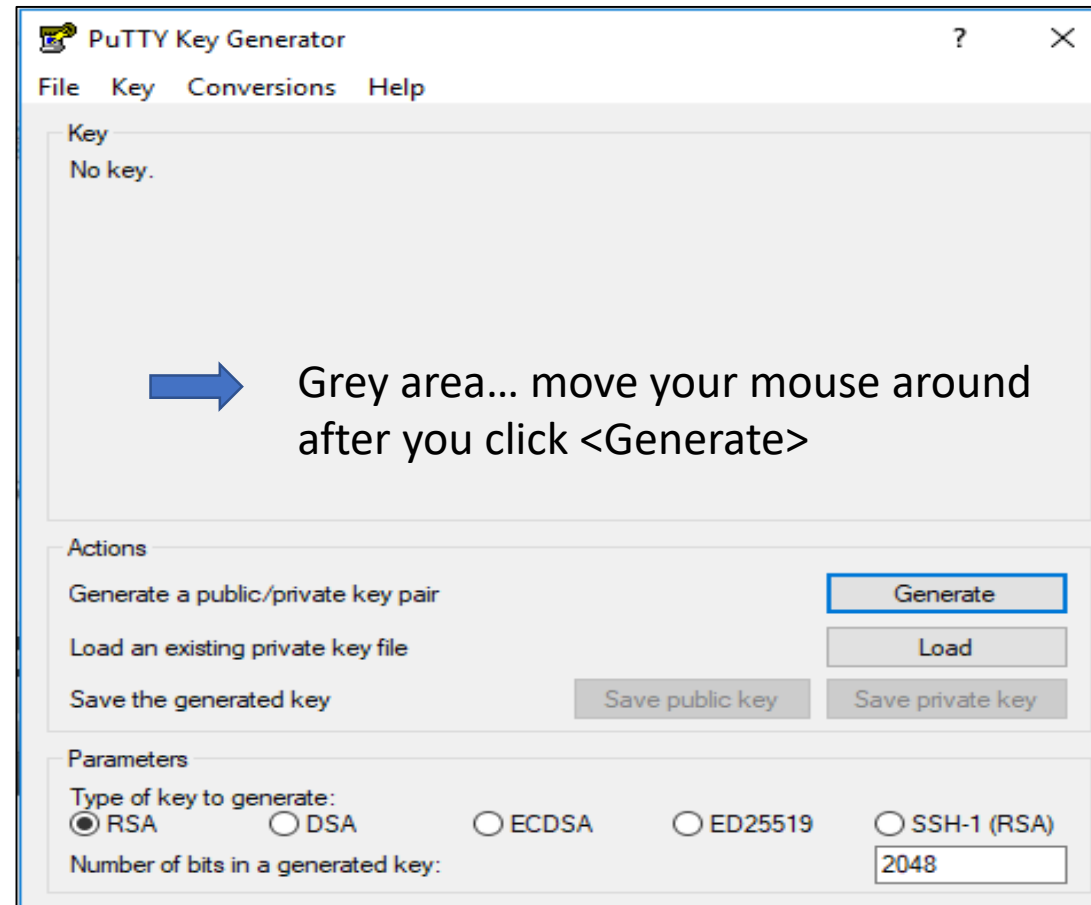 PuTTY Key Generator ?
File Key Conversions Help
Key
No key.
Grey area... move your mouse around
after you click <Generate>
Actions
Generate a public/private key pair Generate
Load an existing private key file Load
Save the generated key Save public key Save private key
Parameters
Type of key to generate:
RSA DSA ECDSA ED25519 SSH-1 (RSA)
Number of bits in a generated key: 2048